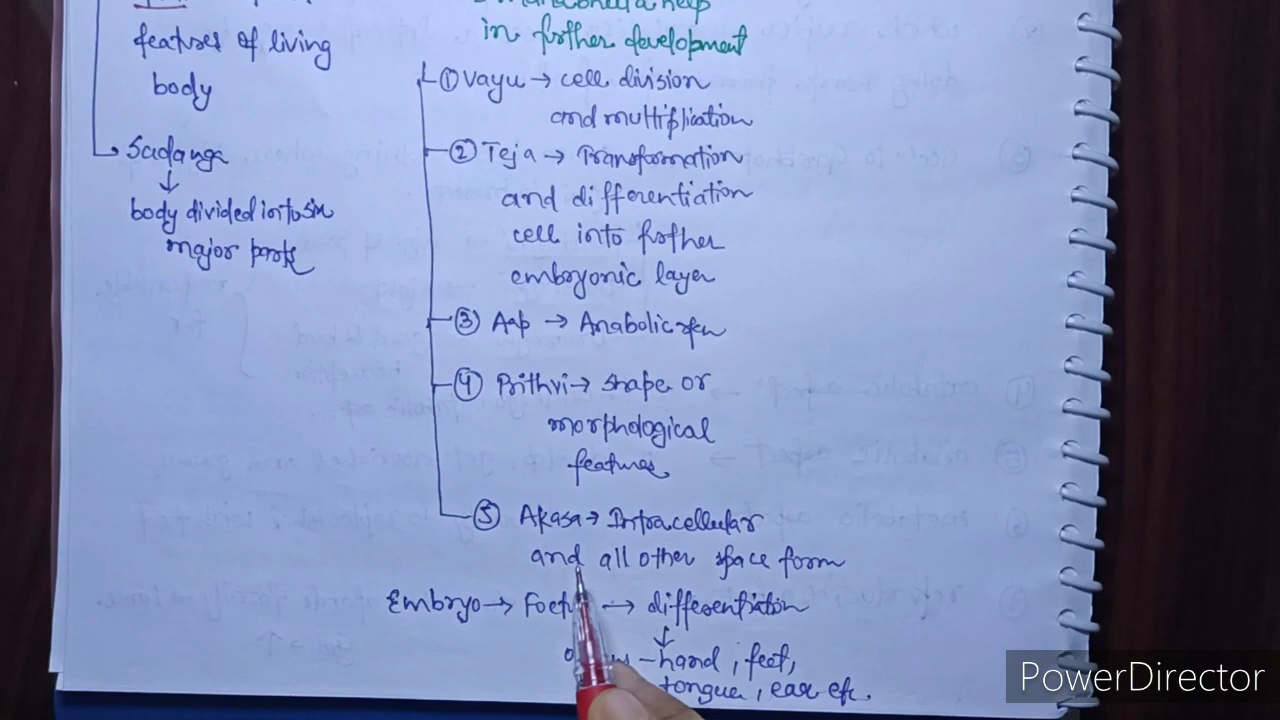 features of living
body
Sadanga
↓
body divided into six
major parts
help
in further development
① Vayu → cell division
and multiplication
② Teja → Transformation
and differentiation
cell into further
embryonic layer
③ Aap → Anabolic
④ Prithvi → shape or
morphological
features
⑤ Akasa → Intracellular
and all other space form
Embryo → → differentiation
↓
– hand, feet,
tongue, ear etc.
PowerDirector